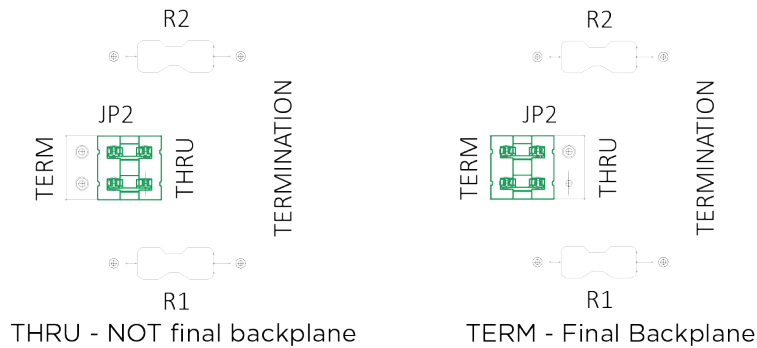 R2
JP2
TERM
THRU
TERMINATION
R1
THRU - NOT final backplane
R2
JP2
TERM
THRU
TERMINATION
R1
TERM - Final Backplane